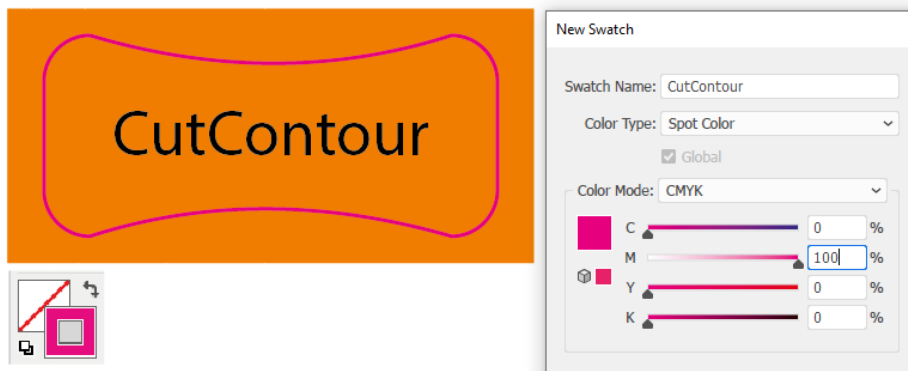 CutContour
New Swatch
Swatch Name: CutContour
Color Type: Spot Color
Global
Color Mode: CMYK
C 0 %
M 100 %
Y 0 %
K 0 %